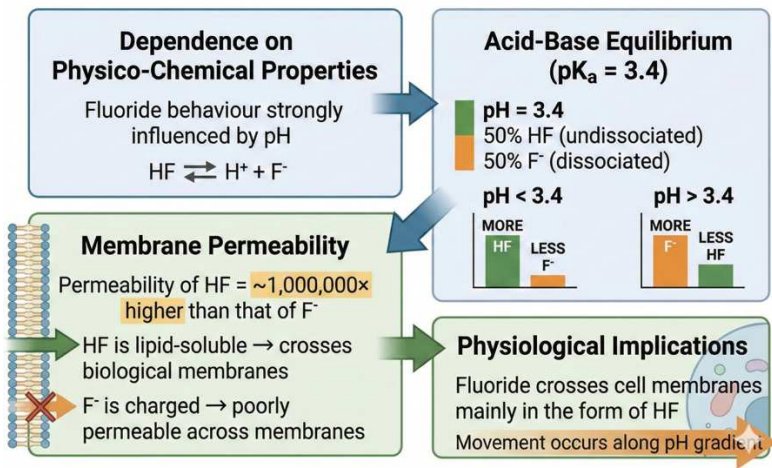 Dependence on
Physico-Chemical Properties
Fluoride behaviour strongly
influenced by pH
HF ⇌ H⁺ + F⁻
Acid-Base Equilibrium
(pKₐ = 3.4)
pH = 3.4
50% HF (undissociated)
50% F⁻ (dissociated)
pH < 3.4
MORE
HF
LESS
F⁻
pH > 3.4
MORE
F⁻
LESS
HF
Membrane Permeability
Permeability of HF = ~1,000,000×
higher than that of F⁻
HF is lipid-soluble → crosses
biological membranes
F⁻ is charged → poorly
permeable across membranes
Physiological Implications
Fluoride crosses cell membranes
mainly in the form of HF
Movement occurs along pH gradient